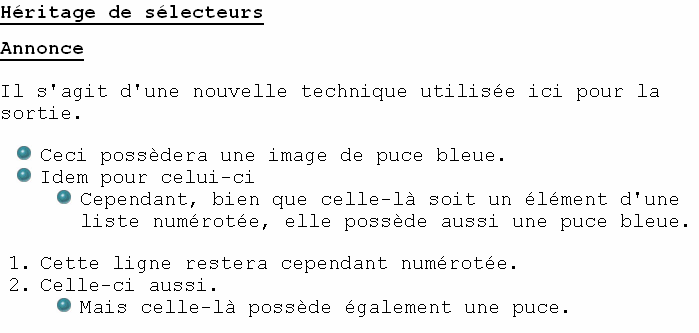 Héritage de sélecteurs
Annonce
Il s'agit d'une nouvelle technique utilisée ici pour la
sortie.
Ceci possèdera une image de puce bleue.
Idem pour celui-ci
Cependant, bien que celle-là soit un élément d'une
liste numérotée, elle possède aussi une puce bleue.
1. Cette ligne restera cependant numérotée.
2. Celle-ci aussi.
Mais celle-là possède également une puce.